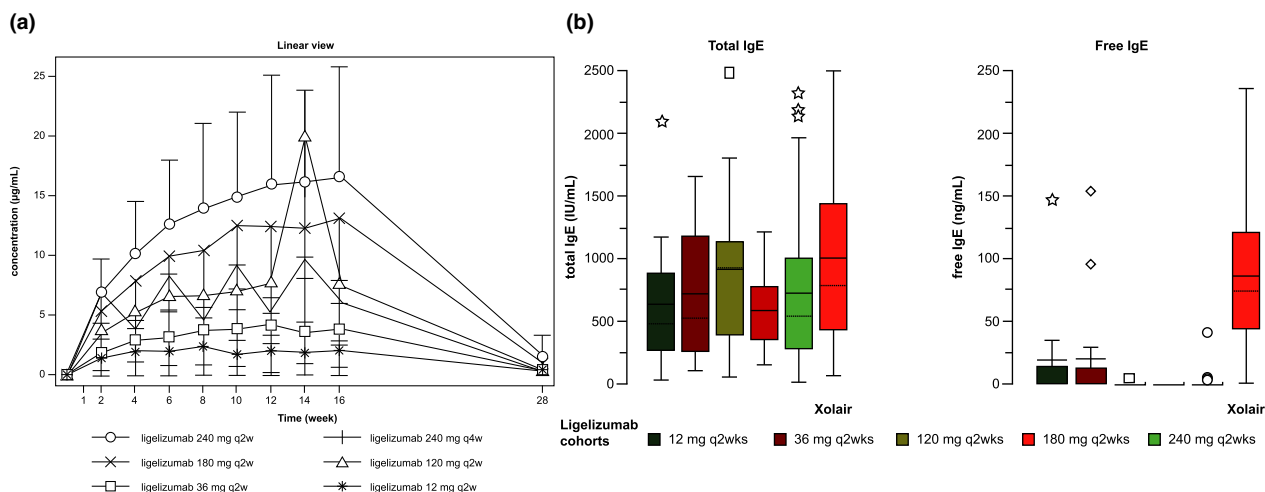 (a)
Linear view
concentration (µg/mL)
25
20
15
10
5
0
1 2 4 6 8 10 12 14 16 28
Time (week)
ligelizumab 240 mg q2w
ligelizumab 240 mg q4w
ligelizumab 180 mg q2w
ligelizumab 120 mg q2w
ligelizumab 36 mg q2w
ligelizumab 12 mg q2w
(b)
Total IgE
total IgE (IU/mL)
2500
2000
1500
1000
500
0
Xolair
Free IgE
free IgE (ng/mL)
250
200
150
100
50
0
Xolair
Ligelizumab
cohorts
12 mg q2wks
36 mg q2wks
120 mg q2wks
180 mg q2wks
240 mg q2wks